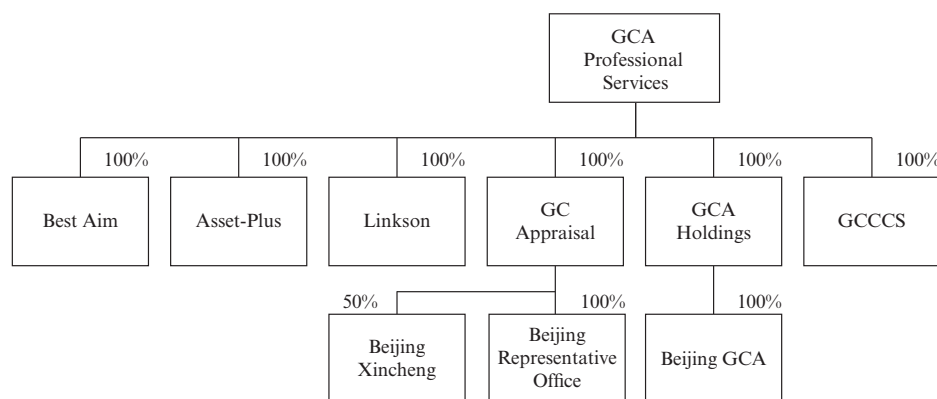 GCA
Professional
Services
100% 100% 100% 100% 100% 100%
Best Aim
Asset-Plus
Linkson
GC
Appraisal
GCA
Holdings
GCCCS
50% 100% 100%
Beijing
Xincheng
Beijing
Representative
Office
Beijing GCA